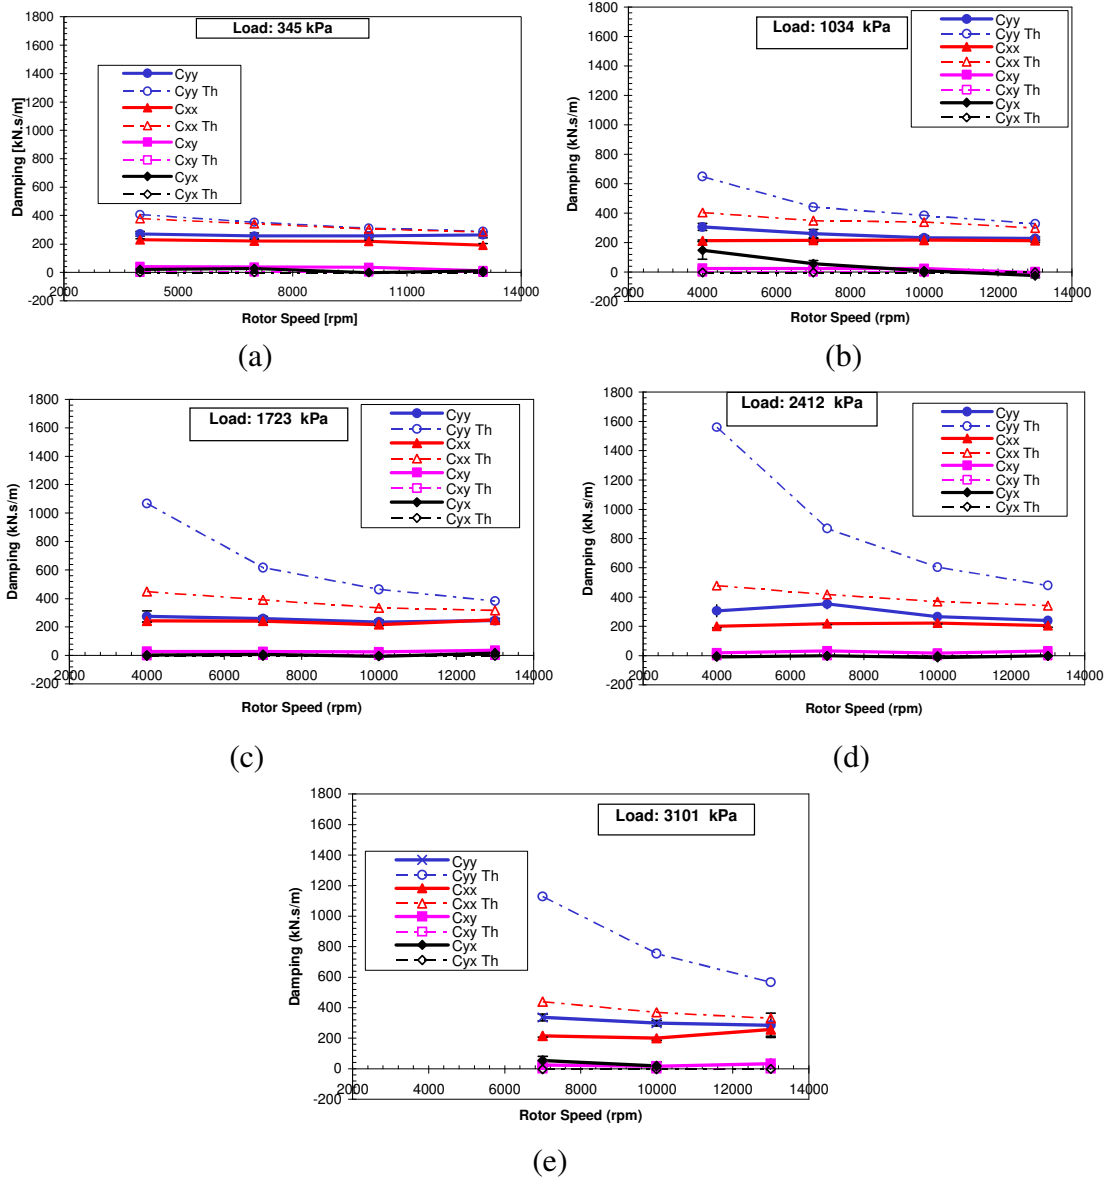 Load: 345 kPa
Damping [kN.s/m]
1800
1600
1400
1200
1000
800
600
400
200
0
-200
Cyy
Cyy Th
Cxx
Cxx Th
Cxy
Cxy Th
Cyx
Cyx Th
2000
5000
8000
11000
14000
Rotor Speed [rpm]
(a)
Load: 1034 kPa
Damping (kN.s/m)
1800
1600
1400
1200
1000
800
600
400
200
0
-200
Cyy
Cyy Th
Cxx
Cxx Th
Cxy
Cxy Th
Cyx
Cyx Th
2000
4000
6000
8000
10000
12000
14000
Rotor Speed (rpm)
(b)
Load: 1723 kPa
Damping (kN.s/m)
1800
1600
1400
1200
1000
800
600
400
200
0
-200
Cyy
Cyy Th
Cxx
Cxx Th
Cxy
Cxy Th
Cyx
Cyx Th
2000
4000
6000
8000
10000
12000
14000
Rotor Speed (rpm)
(c)
Load: 2412 kPa
Damping (kN.s/m)
1800
1600
1400
1200
1000
800
600
400
200
0
-200
Cyy
Cyy Th
Cxx
Cxx Th
Cxy
Cxy Th
Cyx
Cyx Th
2000
4000
6000
8000
10000
12000
14000
Rotor Speed (rpm)
(d)
Load: 3101 kPa
Damping (kN.s/m)
1800
1600
1400
1200
1000
800
600
400
200
0
-200
Cyy
Cyy Th
Cxx
Cxx Th
Cxy
Cxy Th
Cyx
Cyx Th
2000
4000
6000
8000
10000
12000
14000
Rotor Speed (rpm)
(e)